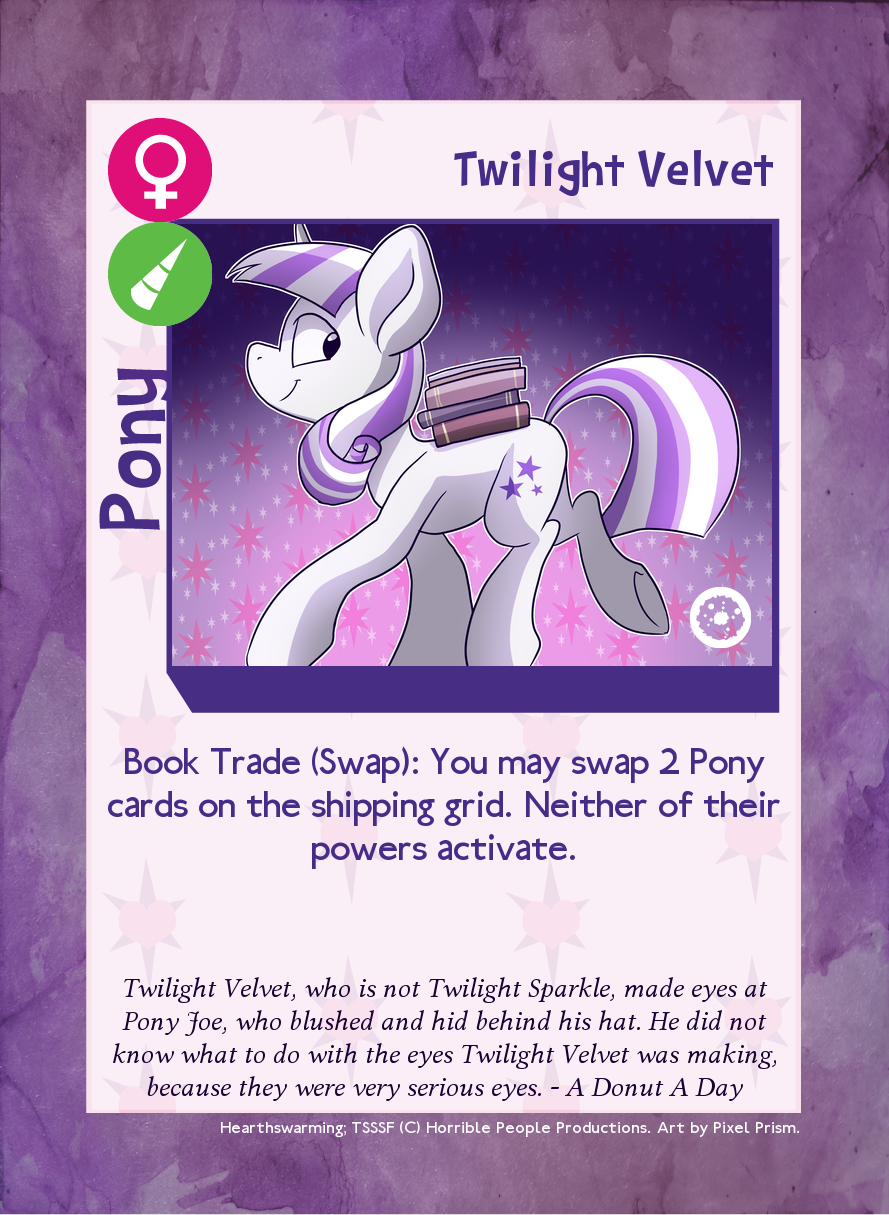 Twilight Velvet
Pony
Book Trade (Swap): You may swap 2 Pony
cards on the shipping grid. Neither of their
powers activate.
Twilight Velvet, who is not Twilight Sparkle, made eyes at
Pony Joe, who blushed and hid behind his hat. He did not
know what to do with the eyes Twilight Velvet was making,
because they were very serious eyes. - A Donut A Day
Hearthswarming; TSSSF (C) Horrible People Productions. Art by Pixel Prism.